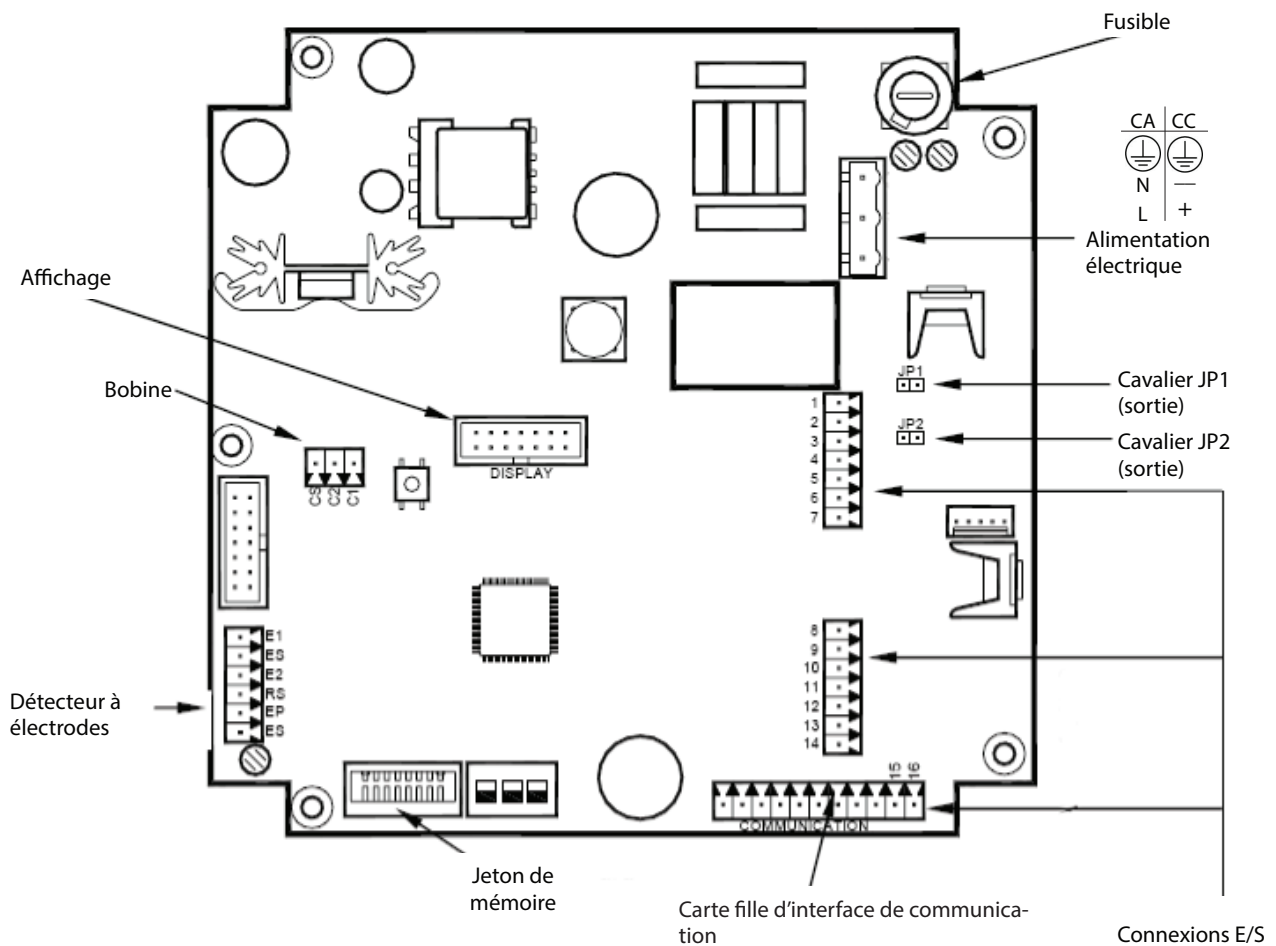 Fusible
CA CC
N —
L +
Alimentation
électrique
Affichage
JP1
Cavalier JP1
(sortie)
Bobine
1
2
3
4
5
6
7
JP2
Cavalier JP2
(sortie)
DISPLAY
CS
C2
C1
E1
ES
E2
RS
EP
ES
8
9
10
11
12
13
14
Détecteur à
électrodes
15
16
COMMUNICATION
Jeton de
mémoire
Carte fille d'interface de communica-
tion
Connexions E/S